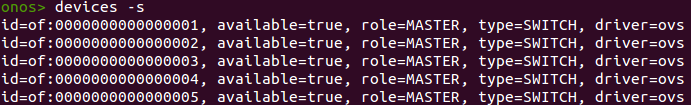 onos> devices -s
id=of:0000000000000001, available=true, role=MASTER, type=SWITCH, driver=ovs
id=of:0000000000000002, available=true, role=MASTER, type=SWITCH, driver=ovs
id=of:0000000000000003, available=true, role=MASTER, type=SWITCH, driver=ovs
id=of:0000000000000004, available=true, role=MASTER, type=SWITCH, driver=ovs
id=of:0000000000000005, available=true, role=MASTER, type=SWITCH, driver=ovs